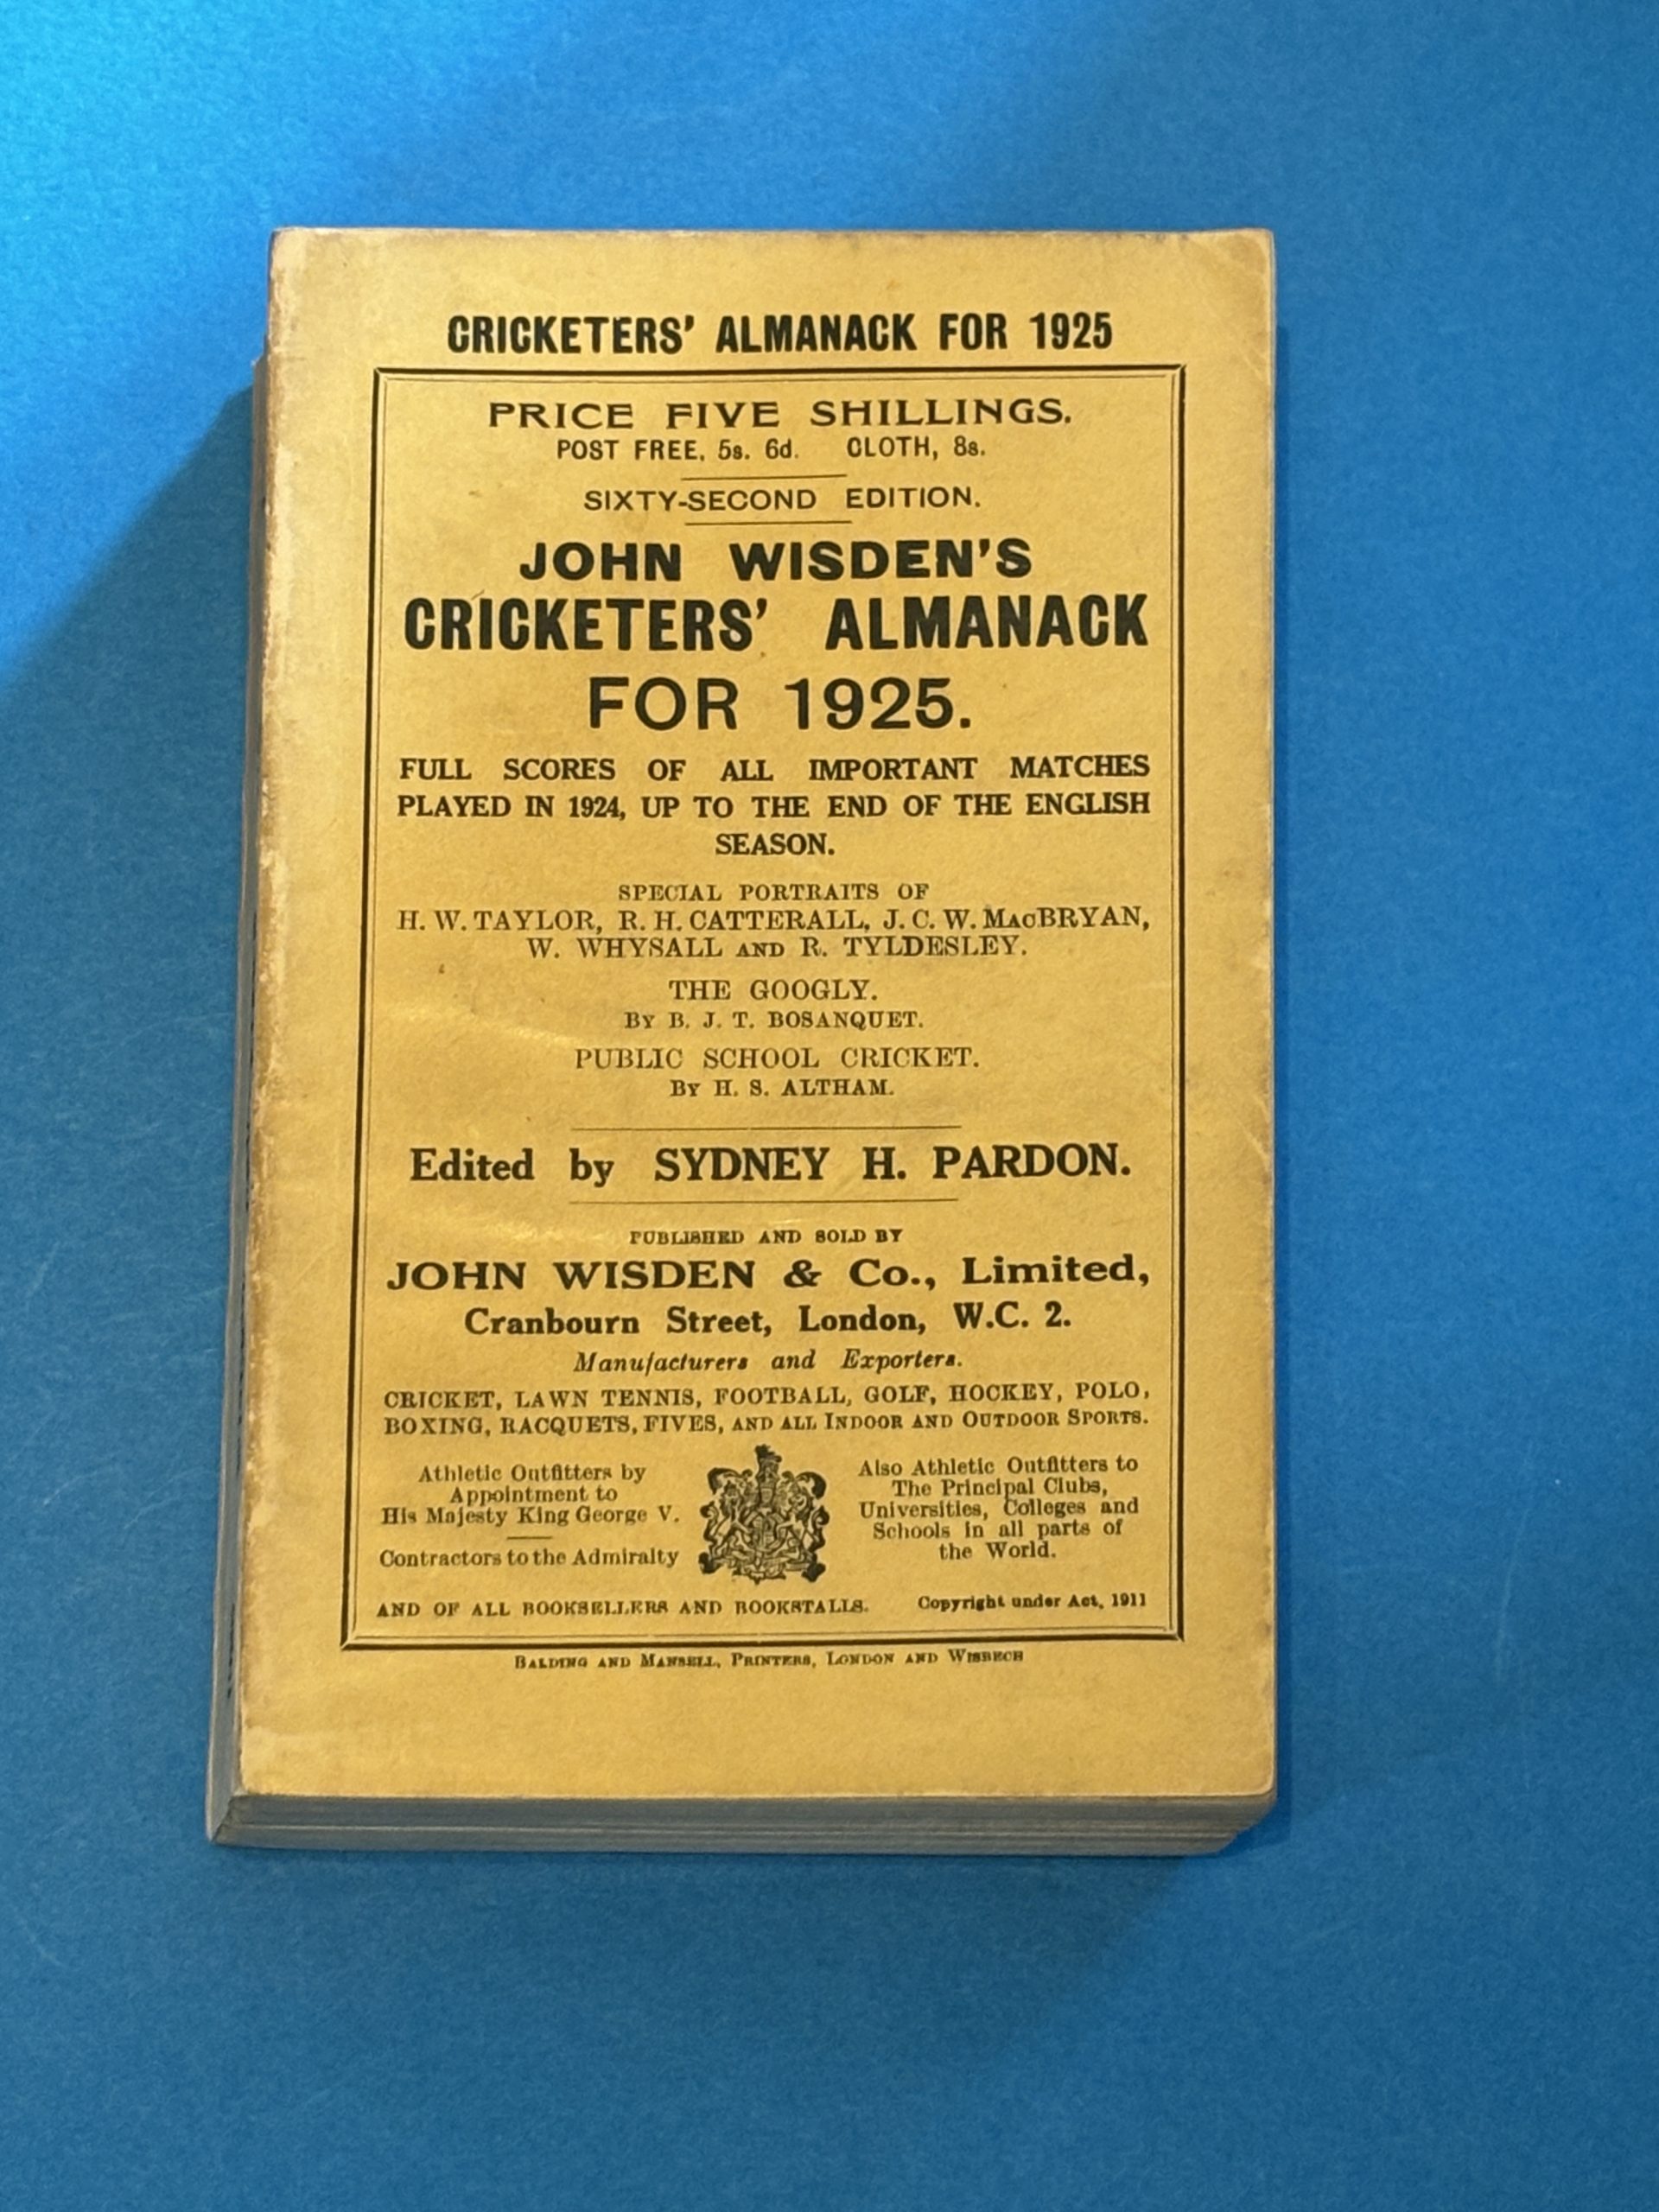 CRICKETERS' ALMANACK FOR 1925
PRICE FIVE SHILLINGS.
POST FREE, 5s. 6d. CLOTH, 8s.
SIXTY-SECOND EDITION.
JOHN WISDEN'S
CRICKETERS' ALMANACK
FOR 1925.
FULL SCORES OF ALL IMPORTANT MATCHES
PLAYED IN 1924, UP TO THE END OF THE ENGLISH
SEASON.
SPECIAL PORTRAITS OF
H. W. TAYLOR, R. H. CATTERALL, J. C. W. MACBRYAN,
W. WHYSALL AND R. TYLDESLEY.
THE GOOGLY.
BY B. J. T. BOSANQUET.
PUBLIC SCHOOL CRICKET.
BY H. S. ALTHAM.
Edited by SYDNEY H. PARDON.
PUBLISHED AND SOLD BY
JOHN WISDEN & Co., Limited,
Cranbourn Street, London, W.C. 2.
Manufacturers and Exporters.
CRICKET, LAWN TENNIS, FOOTBALL, GOLF, HOCKEY, POLO,
BOXING, RACQUETS, FIVES, AND ALL INDOOR AND OUTDOOR SPORTS.
Athletic Outfitters by
Appointment to
His Majesty King George V.
Contractors to the Admiralty
Also Athletic Outfitters to
The Principal Clubs,
Universities, Colleges and
Schools in all parts of
the World.
AND OF ALL BOOKSELLERS AND BOOKSTALLS. Copyright under Act, 1911
BALDING AND MANSELL, PRINTERS, LONDON AND WISBECH